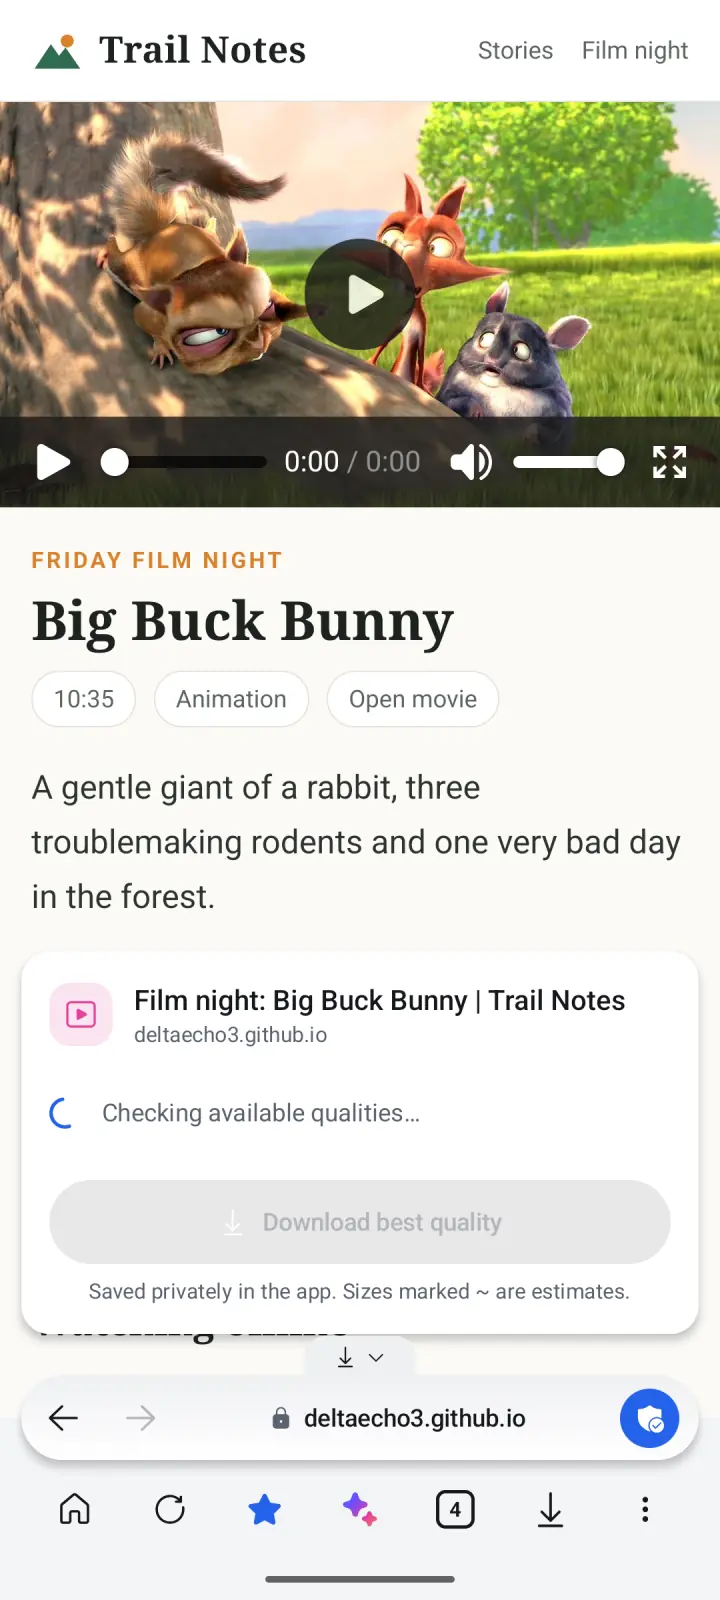 Trail Notes
Stories
Film night
0:00 / 0:00
FRIDAY FILM NIGHT
Big Buck Bunny
10:35
Animation
Open movie
A gentle giant of a rabbit, three
troublemaking rodents and one very bad day
in the forest.
Film night: Big Buck Bunny | Trail Notes
deltaecho3.github.io
Checking available qualities...
Download best quality
Saved privately in the app. Sizes marked ~ are estimates.
deltaecho3.github.io
4